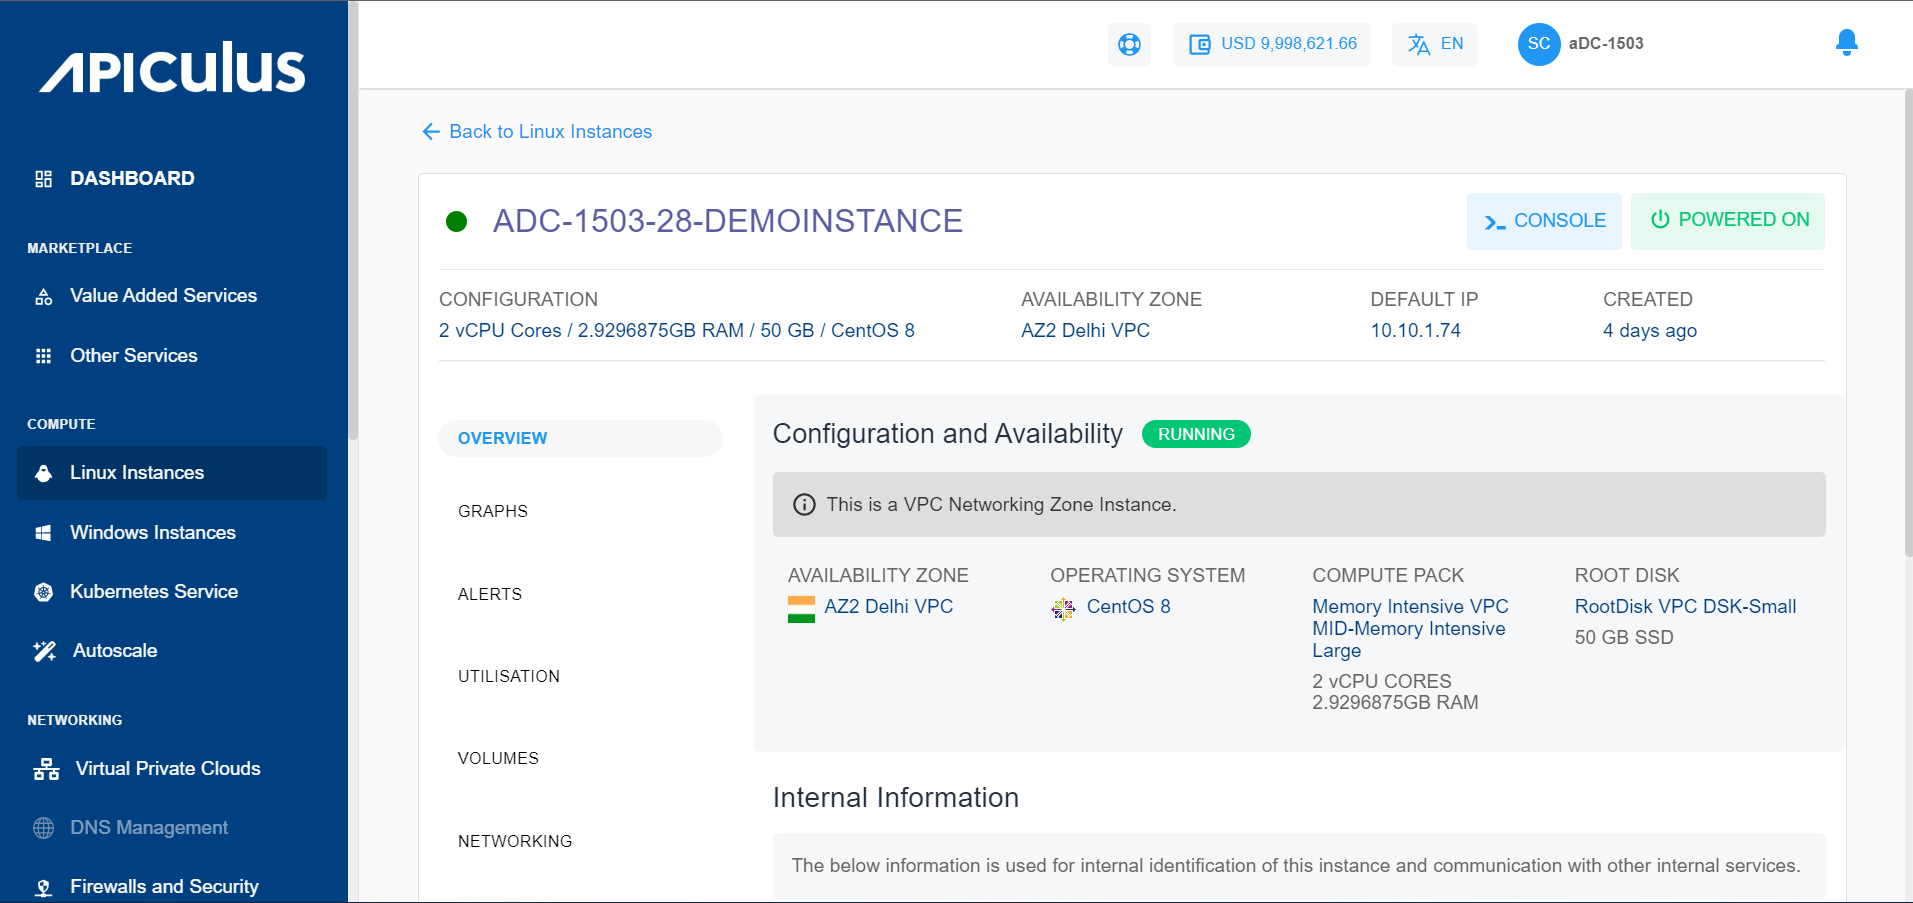 APICULUS
USD 9,998,621.66
EN
SC
aDC-1503
DASHBOARD
MARKETPLACE
Value Added Services
Other Services
COMPUTE
Linux Instances
Windows Instances
Kubernetes Service
Autoscale
NETWORKING
Virtual Private Clouds
DNS Management
Firewalls and Security
Back to Linux Instances
ADC-1503-28-DEMOINSTANCE
CONSOLE
POWERED ON
CONFIGURATION
2 vCPU Cores / 2.9296875GB RAM / 50 GB / CentOS 8
AVAILABILITY ZONE
AZ2 Delhi VPC
DEFAULT IP
10.10.1.74
CREATED
4 days ago
OVERVIEW
GRAPHS
ALERTS
UTILISATION
VOLUMES
NETWORKING
Configuration and Availability
RUNNING
This is a VPC Networking Zone Instance.
AVAILABILITY ZONE
AZ2 Delhi VPC
OPERATING SYSTEM
CentOS 8
COMPUTE PACK
Memory Intensive VPC
MID-Memory Intensive
Large
2 vCPU CORES
2.9296875GB RAM
ROOT DISK
RootDisk VPC DSK-Small
50 GB SSD
Internal Information
The below information is used for internal identification of this instance and communication with other internal services.